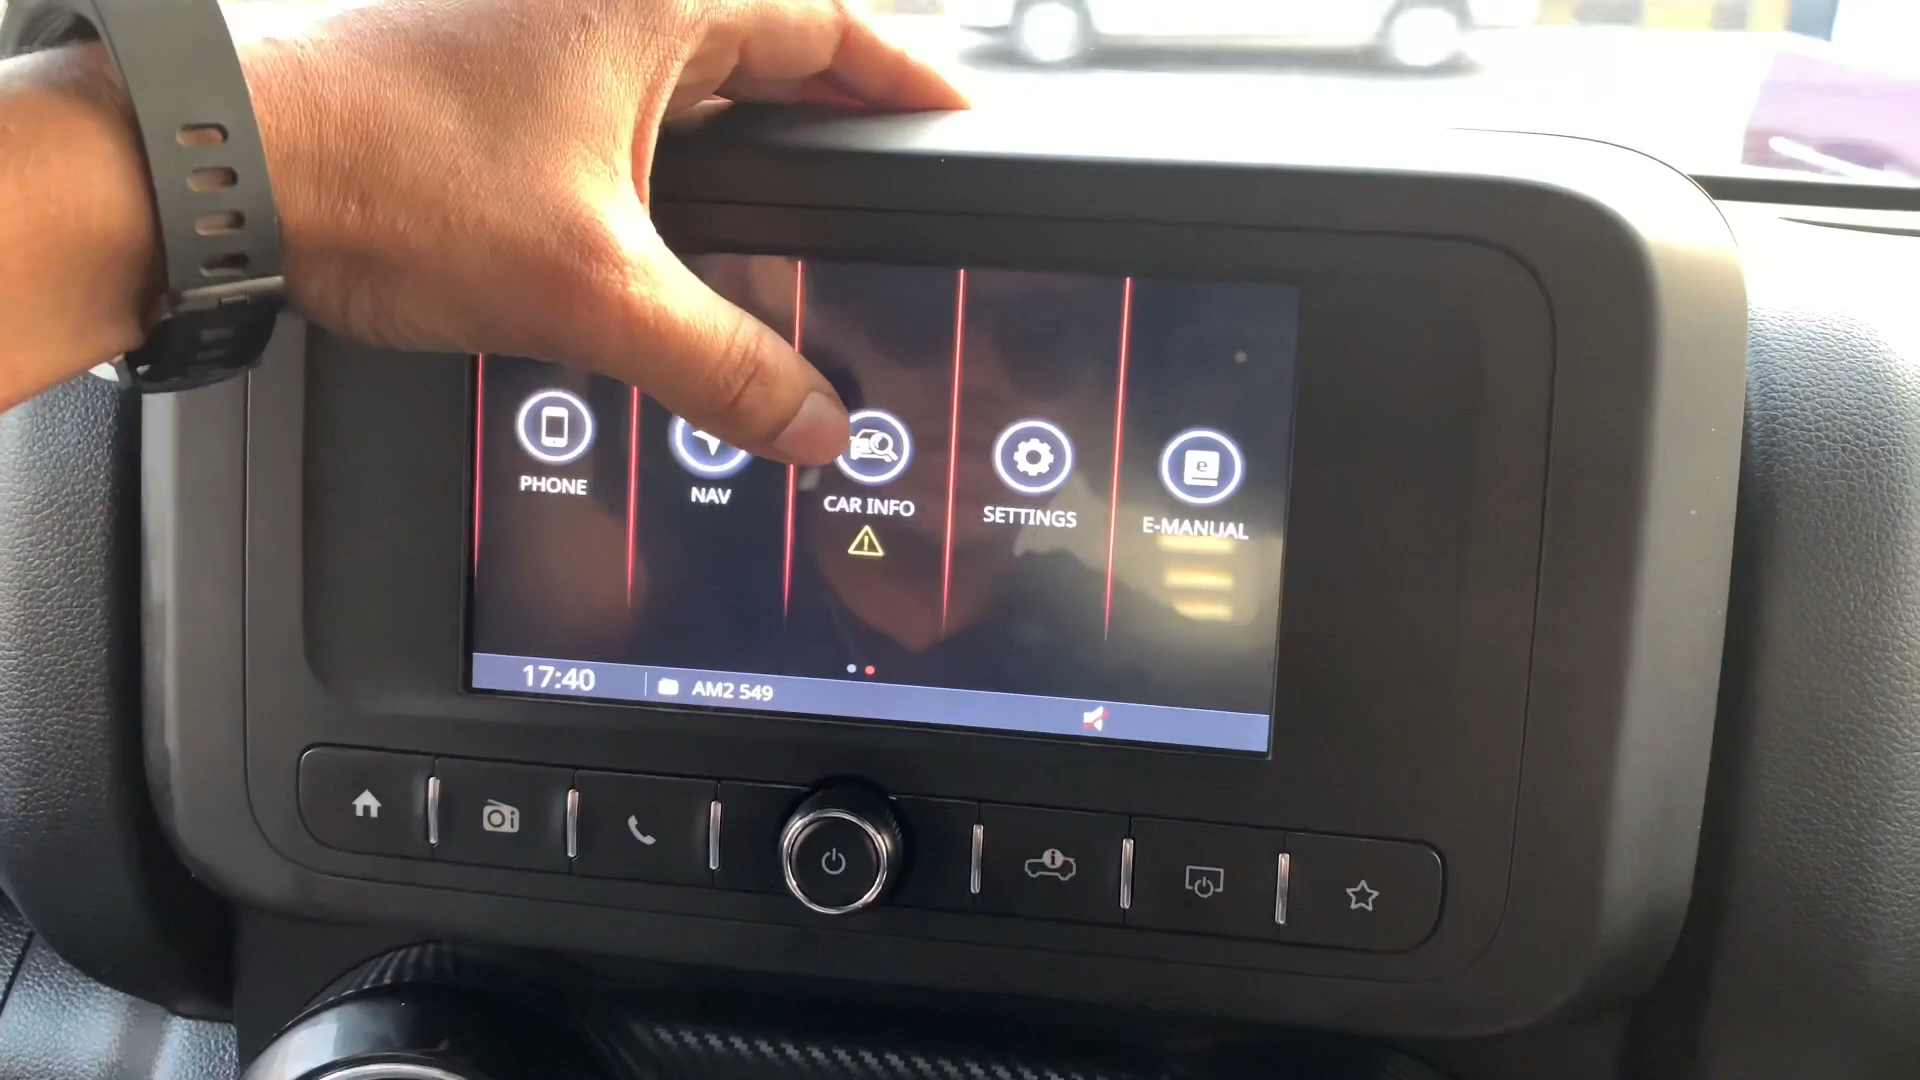 PHONE
NAV
CAR INFO
SETTINGS
E-MANUAL
17:40
AM2 549